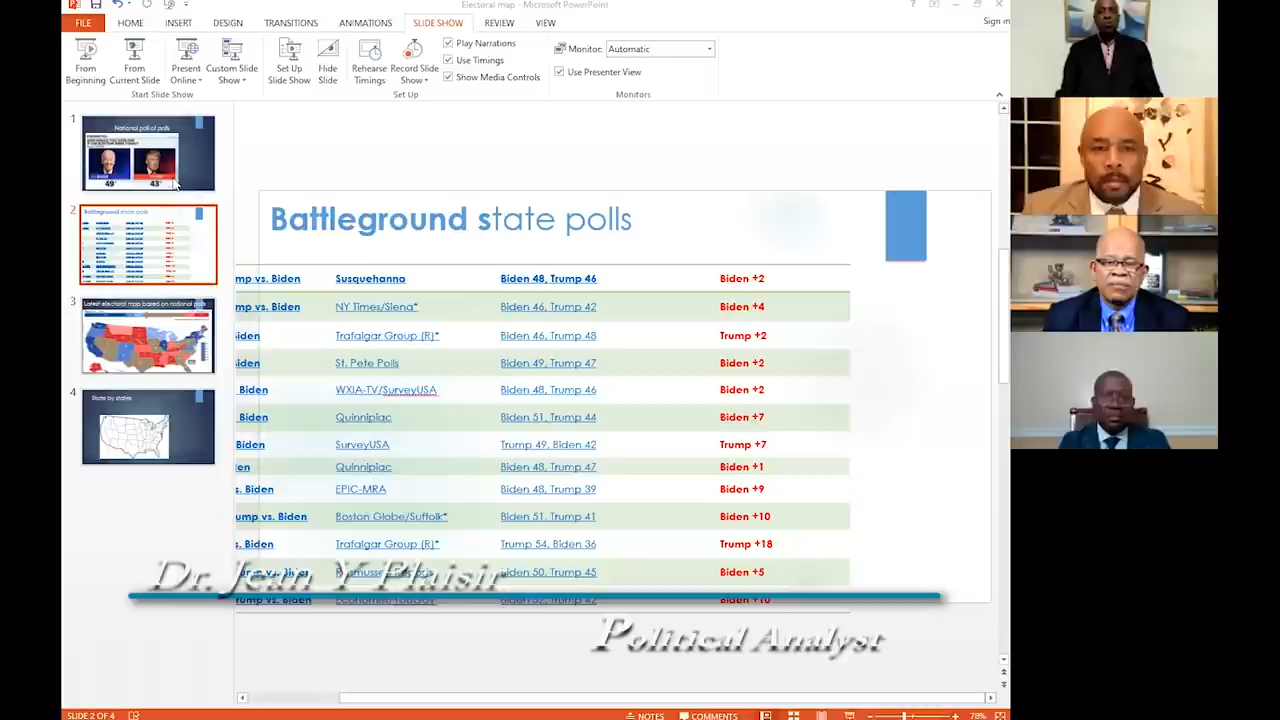 Electoral map - Microsoft PowerPoint
Sign in
FILE HOME INSERT DESIGN TRANSITIONS ANIMATIONS SLIDE SHOW REVIEW VIEW
From Beginning
From Current Slide
Present Online
Custom Slide Show
Set Up Slide Show
Hide Slide
Rehearse Timings
Record Slide Show
Play Narrations
Use Timings
Show Media Controls
Monitor: Automatic
Use Presenter View
Start Slide Show
Set Up
Monitors
1
National poll of polls
49
43
2
Battleground state polls
3
Latest electoral map based on national polls
4
State by states
Battleground state polls
mp vs. Biden Susquehanna Biden 48, Trump 46 Biden +2
mp vs. Biden NY Times/Siena* Biden 46, Trump 42 Biden +4
iden Trafalgar Group (R)* Biden 46, Trump 48 Trump +2
iden St. Pete Polls Biden 49, Trump 47 Biden +2
Biden WXIA-TV/SurveyUSA Biden 48, Trump 46 Biden +2
Biden Quinnipiac Biden 51, Trump 44 Biden +7
Biden SurveyUSA Trump 49, Biden 42 Trump +7
en Quinnipiac Biden 48, Trump 47 Biden +1
s. Biden EPIC-MRA Biden 48, Trump 39 Biden +9
ump vs. Biden Boston Globe/Suffolk* Biden 51, Trump 41 Biden +10
s. Biden Trafalgar Group (R)* Trump 54, Biden 36 Trump +18
Biden 50, Trump 45 Biden +5
Dr. Jean Y Plaisir
Political Analyst
SLIDE 2 OF 4
NOTES COMMENTS 78%